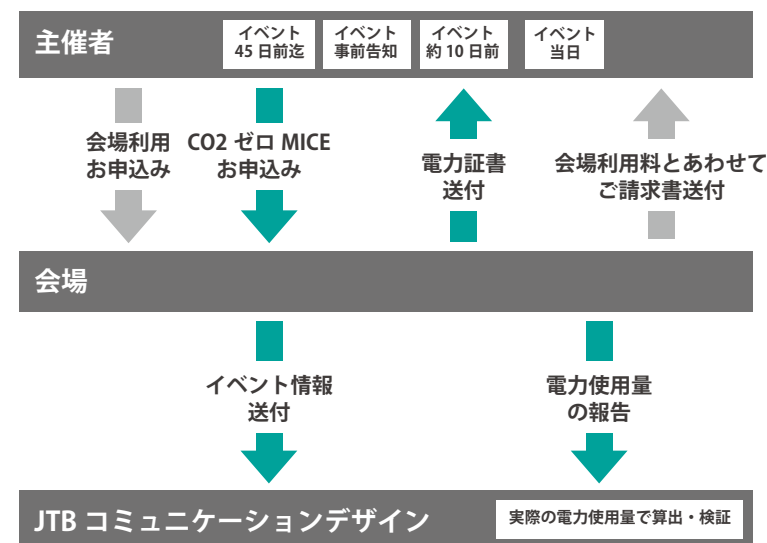 主催者
イベント
45 日前迄
イベント
事前告知
イベント
約 10 日前
イベント
当日
会場利用
お申込み
CO2 ゼロ MICE
お申込み
電力証書
送付
会場利用料とあわせて
ご請求書送付
会場
イベント情報
送付
電力使用量
の報告
JTB コミュニケーションデザイン
実際の電力使用量で算出・検証